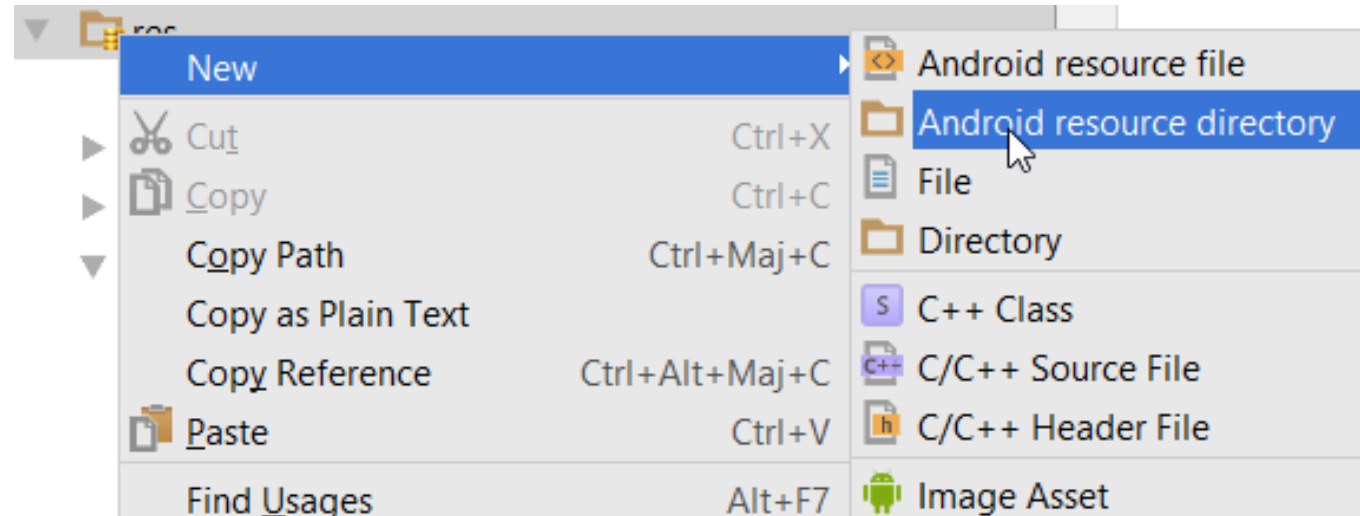 res
New
Cut Ctrl+X
Copy Ctrl+C
Copy Path Ctrl+Maj+C
Copy as Plain Text
Copy Reference Ctrl+Alt+Maj+C
Paste Ctrl+V
Find Usages Alt+F7
Android resource file
Android resource directory
File
Directory
S C++ Class
C++ C/C++ Source File
h C/C++ Header File
Image Asset